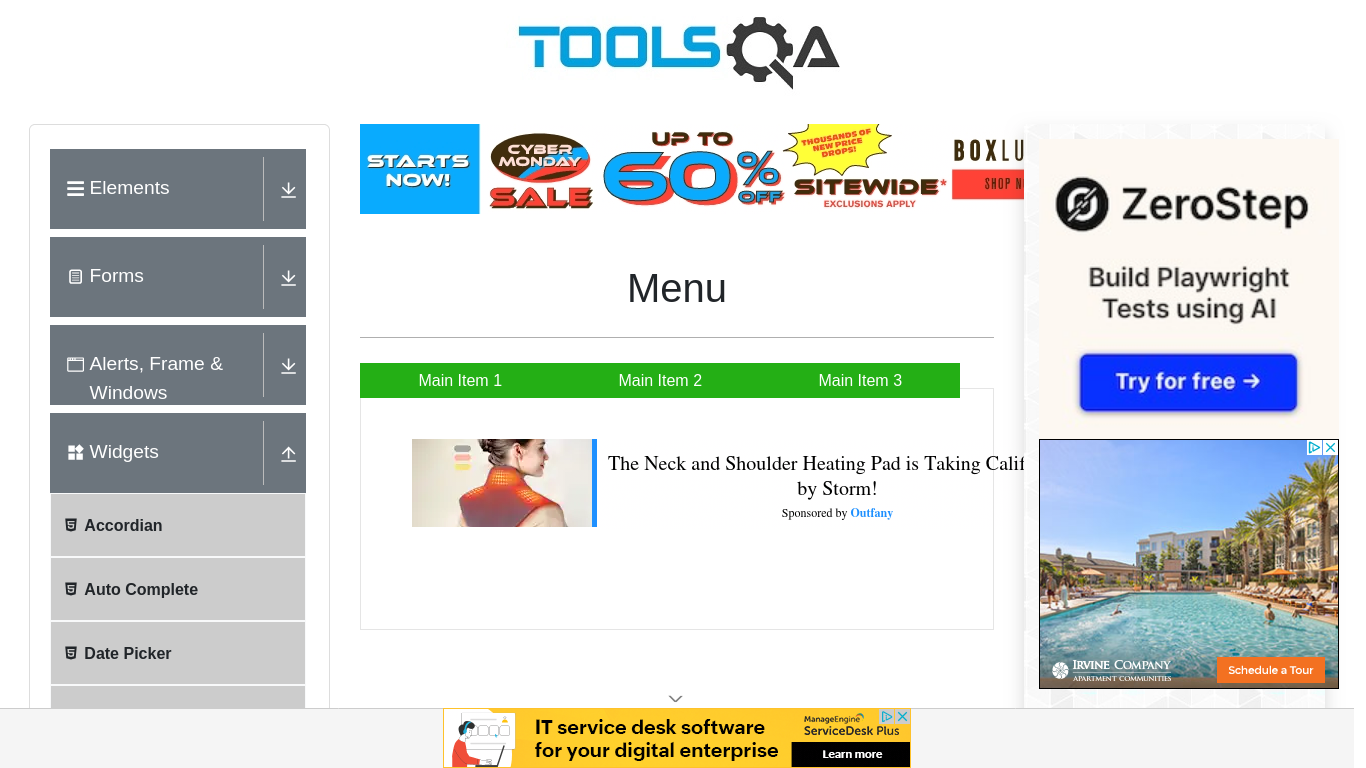 TOOLSQA
Elements
Forms
Alerts, Frame &
Windows
Widgets
Accordian
Auto Complete
Date Picker
STARTS
NOW!
CYBER
MONDAY
SALE
UP TO
60% OFF
THOUSANDS OF
NEW PRICE
DROPS!
SITEWIDE*
EXCLUSIONS APPLY
BOXLU
SHOP N
Menu
Main Item 1
Main Item 2
Main Item 3
The Neck and Shoulder Heating Pad is Taking Calif
by Storm!
Sponsored by Outfany
ZeroStep
Build Playwright
Tests using AI
Try for free →
IRVINE COMPANY
APARTMENT COMMUNITIES
Schedule a Tour
IT service desk software
for your digital enterprise
ManageEngine
ServiceDesk Plus
Learn more